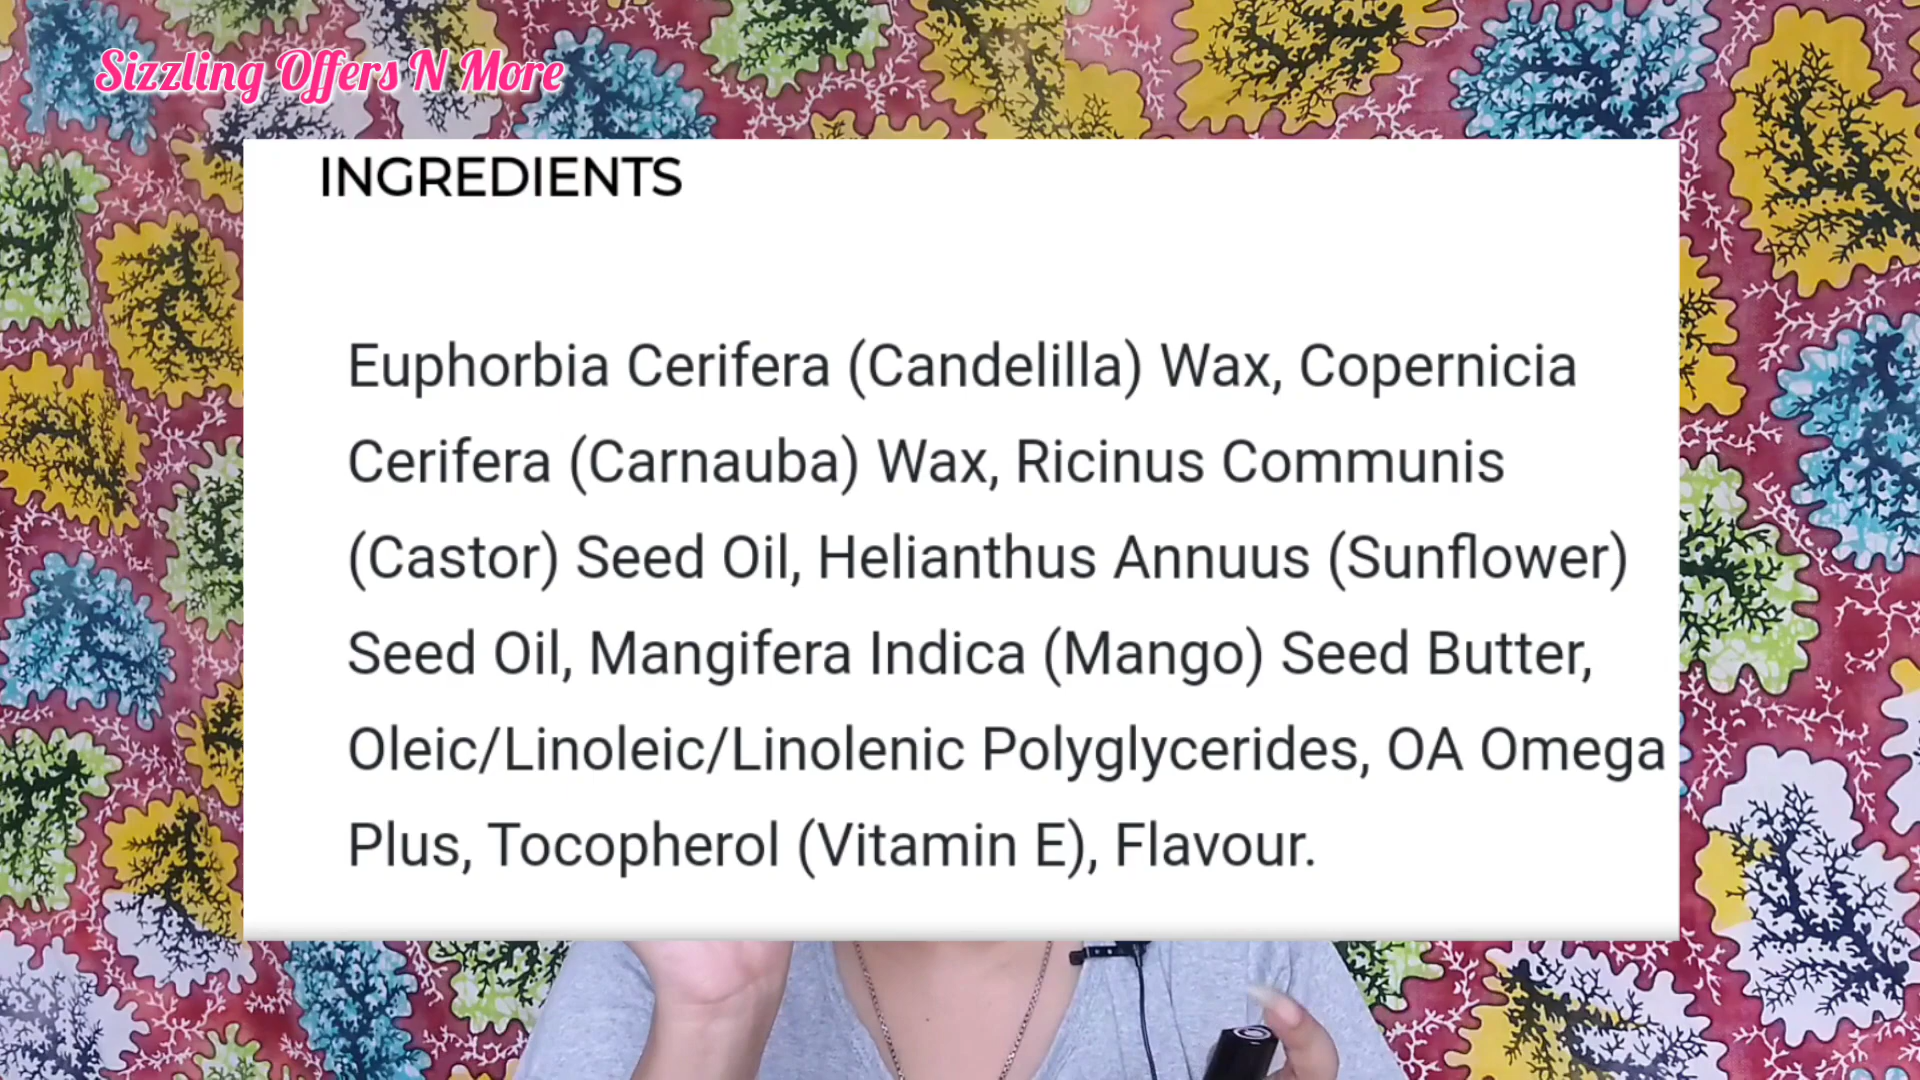 Sizzling Offers N More
INGREDIENTS
Euphorbia Cerifera (Candelilla) Wax, Copernicia
Cerifera (Carnauba) Wax, Ricinus Communis
(Castor) Seed Oil, Helianthus Annuus (Sunflower)
Seed Oil, Mangifera Indica (Mango) Seed Butter,
Oleic/Linoleic/Linolenic Polyglycerides, OA Omega
Plus, Tocopherol (Vitamin E), Flavour.